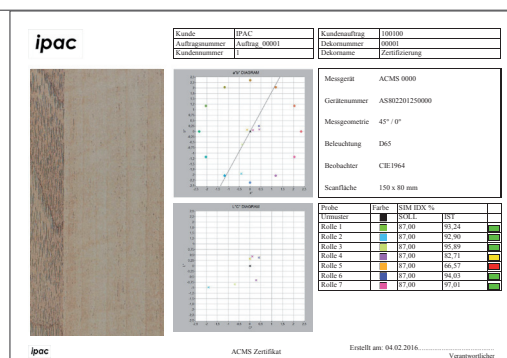 ipac
Kunde IPAC Kundenauftrag 100100
Auftragsnummer Auftrag_00001 Dekornummer 00001
Kundennummer 1 Dekorname Zertifizierung
a*b* DIAGRAM
Messgerät ACMS 0000
Gerätenummer AS802201250000
Messgeometrie 45° / 0°
Beleuchtung D65
Beobachter CIE1964
Scanfläche 150 x 80 mm
L*C* DIAGRAM
Probe Farbe SIM IDX %
Urmuster SOLL IST
Rolle 1 87,00 93,24
Rolle 2 87,00 92,90
Rolle 3 87,00 95,89
Rolle 4 87,00 82,71
Rolle 5 87,00 66,57
Rolle 6 87,00 94,03
Rolle 7 87,00 97,01
ipac ACMS Zertifikat Erstellt am: 04.02.2016
Verantwortlicher